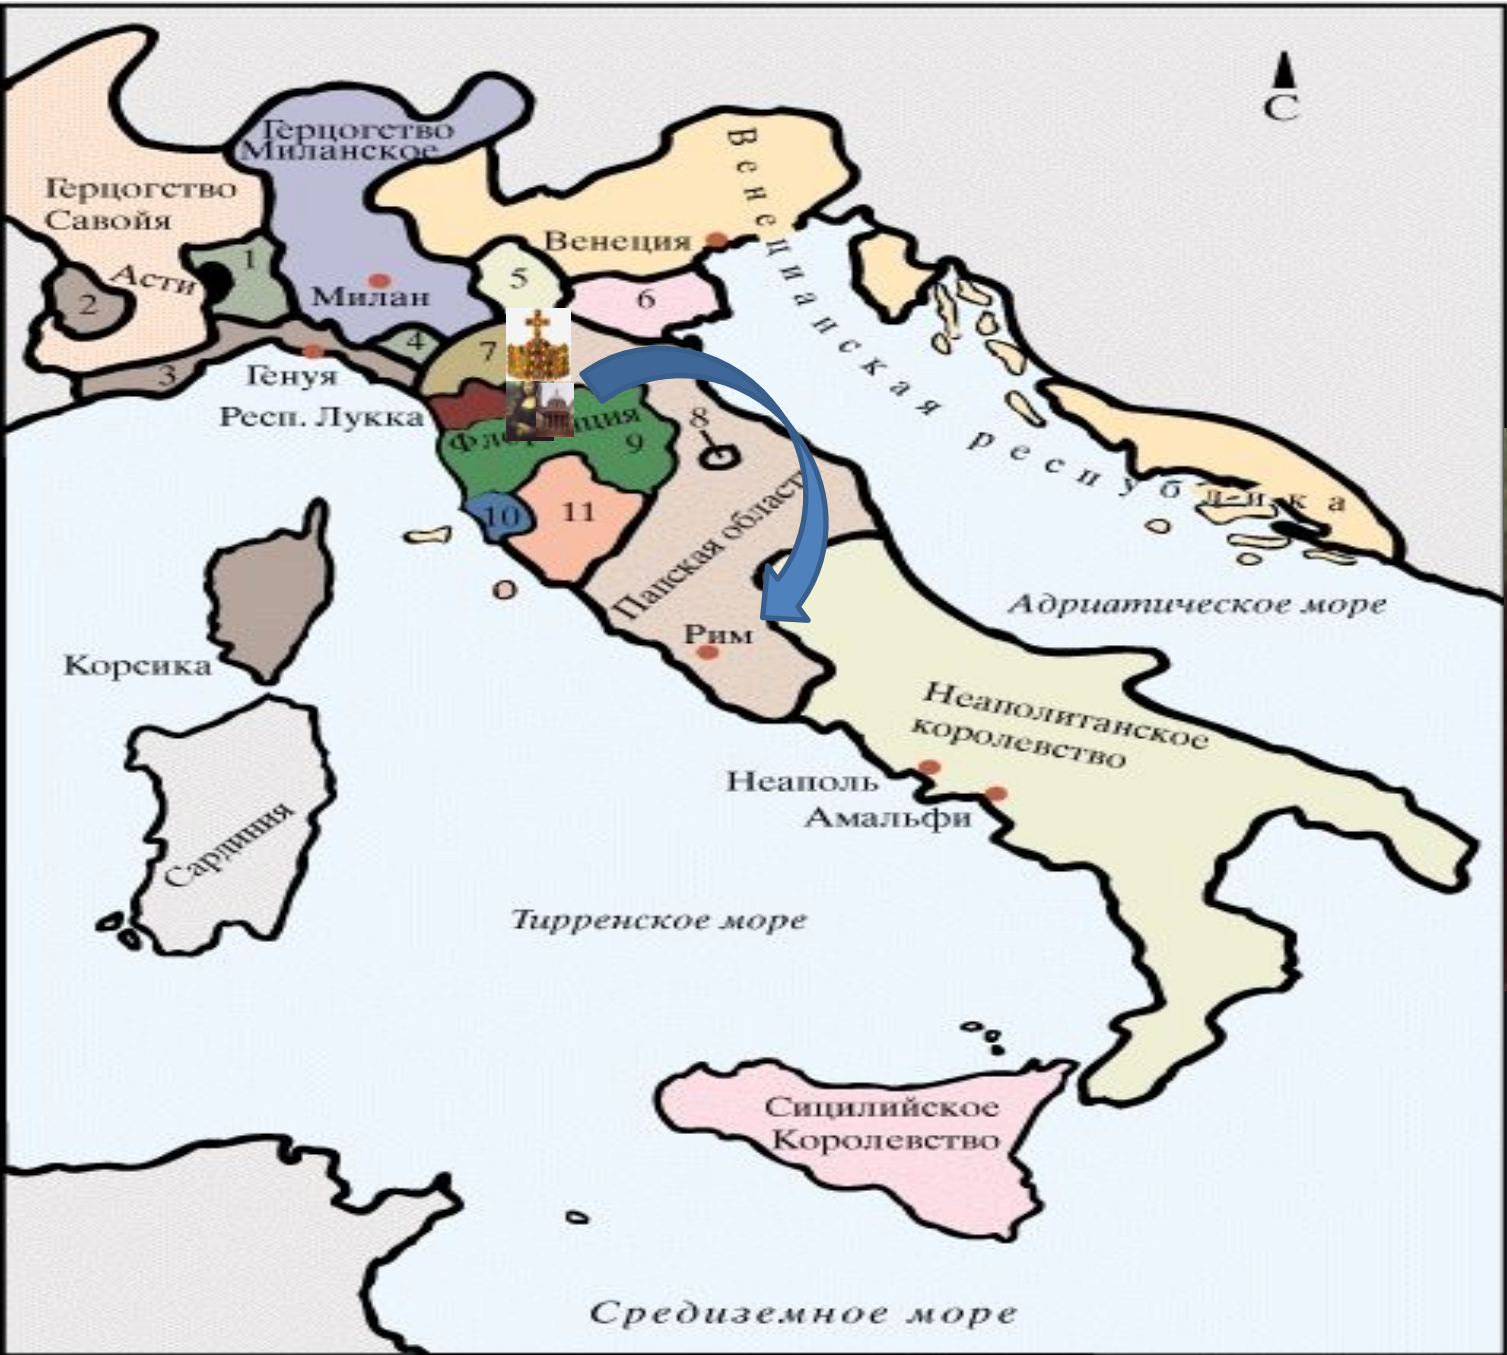 С
Герцогство
Миланское
Венецианская республика
Герцогство
Савойя
Венеция
1
Асти
5
2
Милан
6
4
7
3
Генуя
Респ. Лукка
8
9
10
11
Папская область
Адриатическое море
Рим
Корсика
Неаполитанское
королевство
Неаполь
Амальфи
Сардиния
Тирренское море
Сицилийское
Королевство
Средиземное море